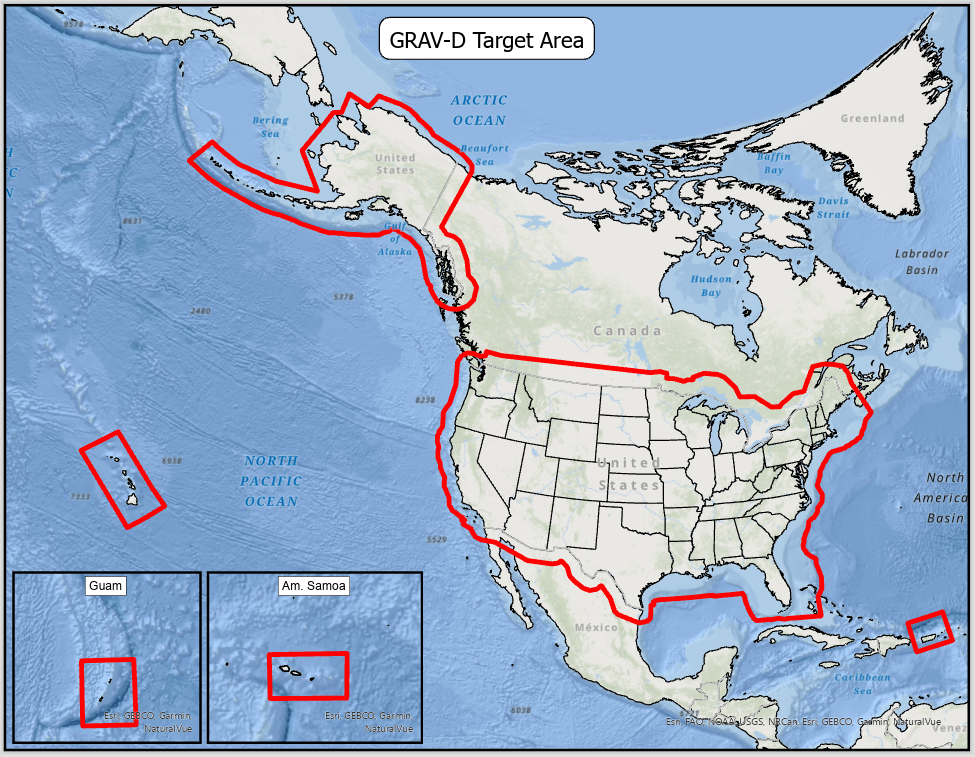 9578
GRAV-D Target Area
ARCTIC
OCEAN
Bering
Sea
Greenland
Beaufort
Sea
United
States
Baffin
Bay
Davis
Strait
8631
Gulf
of
Alaska
Labrador
Basin
Hudson
Bay
5378
2480
Canada
8238
NORTH
PACIFIC
OCEAN
6938
7333
United
States
North
America
Basin
5529
Guam
Am. Samoa
México
Caribbean
Sea
6038
Esri, GEBCO, Garmin,
NaturalVue
Esri, GEBCO, Garmin,
NaturalVue
Esri, FAO, NOAA, USGS, NRCan, Esri, GEBCO, Garmin, NaturalVue
Venez